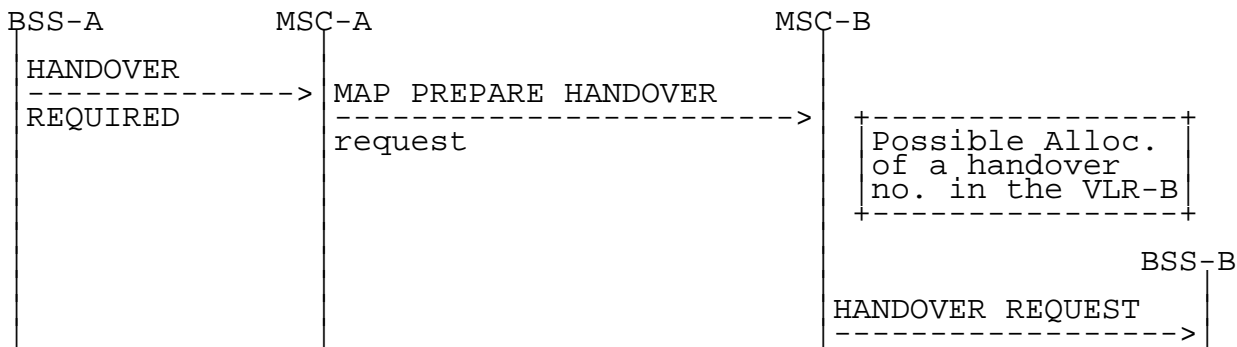 BSS-A MSC-A MSC-B
HANDOVER
REQUIRED
MAP PREPARE HANDOVER
request
Possible Alloc.
of a handover
no. in the VLR-B
BSS-B
HANDOVER REQUEST